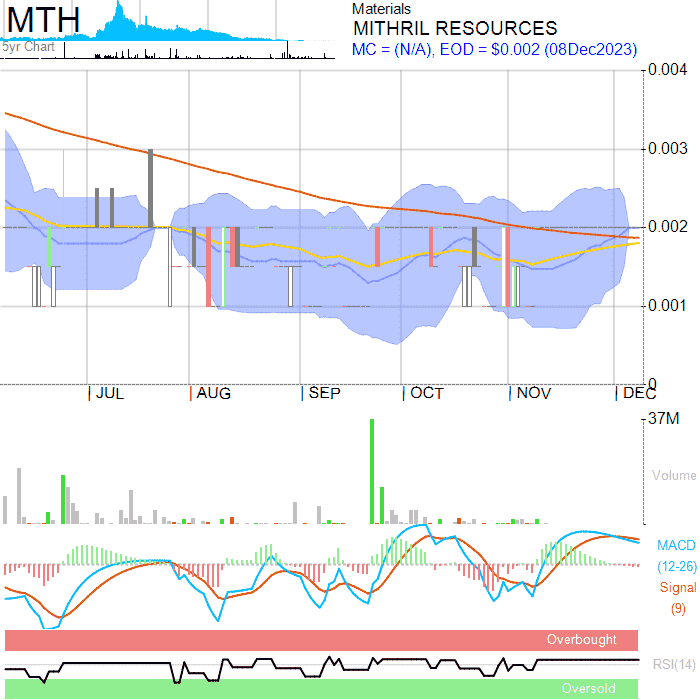 MTH
5yr Chart
Materials
MITHRIL RESOURCES
MC = (N/A), EOD = $0.002 (08Dec2023)
0.004
0.003
0.002
0.001
0
JUL
AUG
SEP
OCT
NOV
DEC
37M
Volume
MACD
(12-26)
Signal
(9)
Overbought
RSI(14)
Oversold